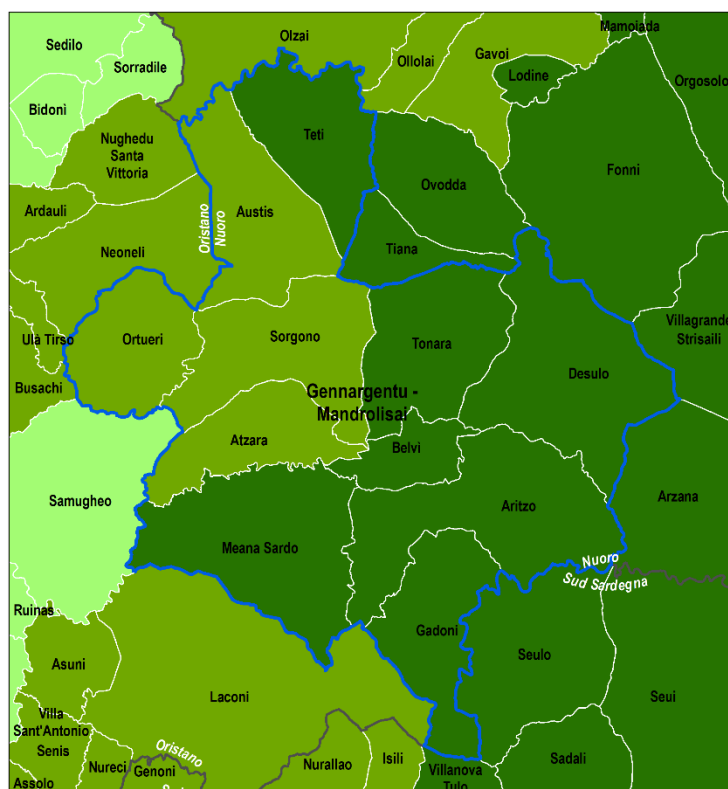 Sedilo
Olzai
Mamoiada
Sorradile
Ollolai
Gavoi
Lodine
Orgosolo
Bidonì
Nughedu
Santa
Vittoria
Teti
Fonni
Ovodda
Ardauli
Austis
Oristano
Nuoro
Tiana
Neoneli
Villagrande
Strisaili
Ulà Tirso
Ortueri
Sorgono
Tonara
Desulo
Busachi
Gennargentu -
Mandrolisai
Atzara
Belvì
Samugheo
Aritzo
Arzana
Meana Sardo
Nuoro
Sud Sardegna
Ruinas
Gadoni
Asuni
Seulo
Laconi
Seui
Villa
Sant'Antonio
Senis
Oristano
Nureci
Genoni
Nurallao
Isili
Sadali
Assolo
Villanova
Tulo